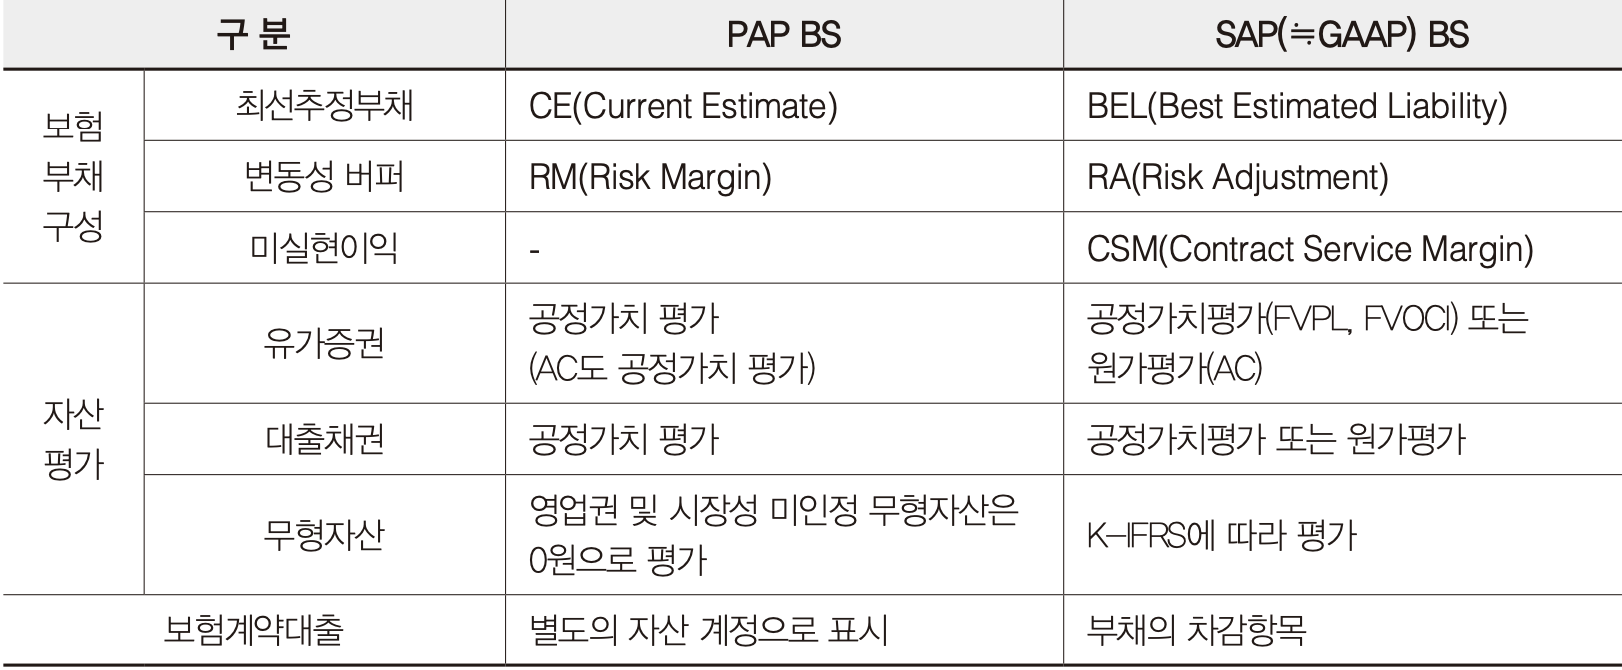 구 분 PAP BS SAP(≒GAAP) BS
보험
부채
구성
최선추정부채 CE(Current Estimate) BEL(Best Estimated Liability)
변동성 버퍼 RM(Risk Margin) RA(Risk Adjustment)
미실현이익 - CSM(Contract Service Margin)
자산
평가
유가증권
공정가치 평가
(AC도 공정가치 평가)
공정가치평가(FVPL, FVOCI) 또는
원가평가(AC)
대출채권 공정가치 평가 공정가치평가 또는 원가평가
무형자산
영업권 및 시장성 미인정 무형자산은
0원으로 평가
K-IFRS에 따라 평가
보험계약대출 별도의 자산 계정으로 표시 부채의 차감항목